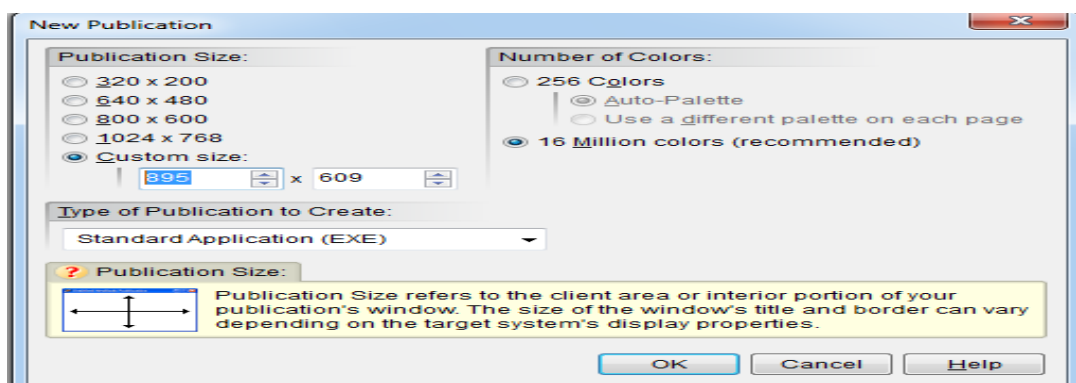 New Publication
Publication Size:
320 x 200
640 x 480
800 x 600
1024 x 768
Custom size:
895 x 609
Number of Colors:
256 Colors
Auto-Palette
Use a different palette on each page
16 Million colors (recommended)
Type of Publication to Create:
Standard Application (EXE)
? Publication Size:
Publication Size refers to the client area or interior portion of your
publication's window. The size of the window's title and border can vary
depending on the target system's display properties.
OK Cancel Help